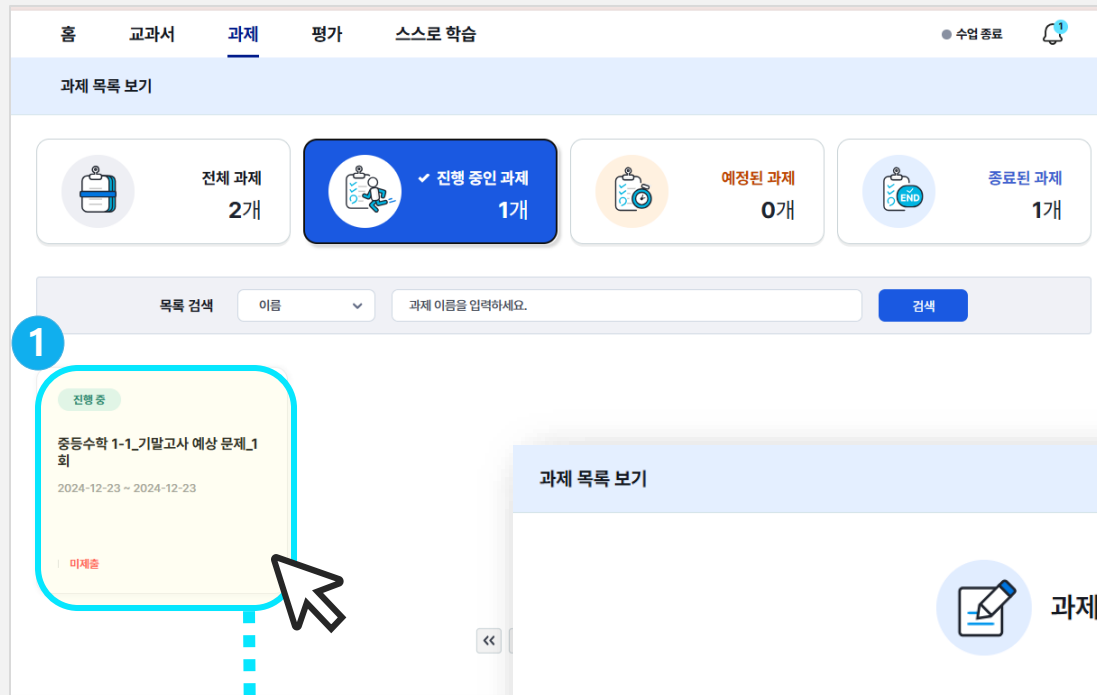 홈 교과서 과제 평가 스스로 학습 수업 종료 1
과제 목록 보기
전체 과제
2개
진행 중인 과제
1개
예정된 과제
0개
END
종료된 과제
1개
목록 검색 이름 과제 이름을 입력하세요. 검색
1
진행 중
중등수학 1-1_기말고사 예상 문제_1
회
2024-12-23 ~ 2024-12-23
미제출
과제 목록 보기
과제